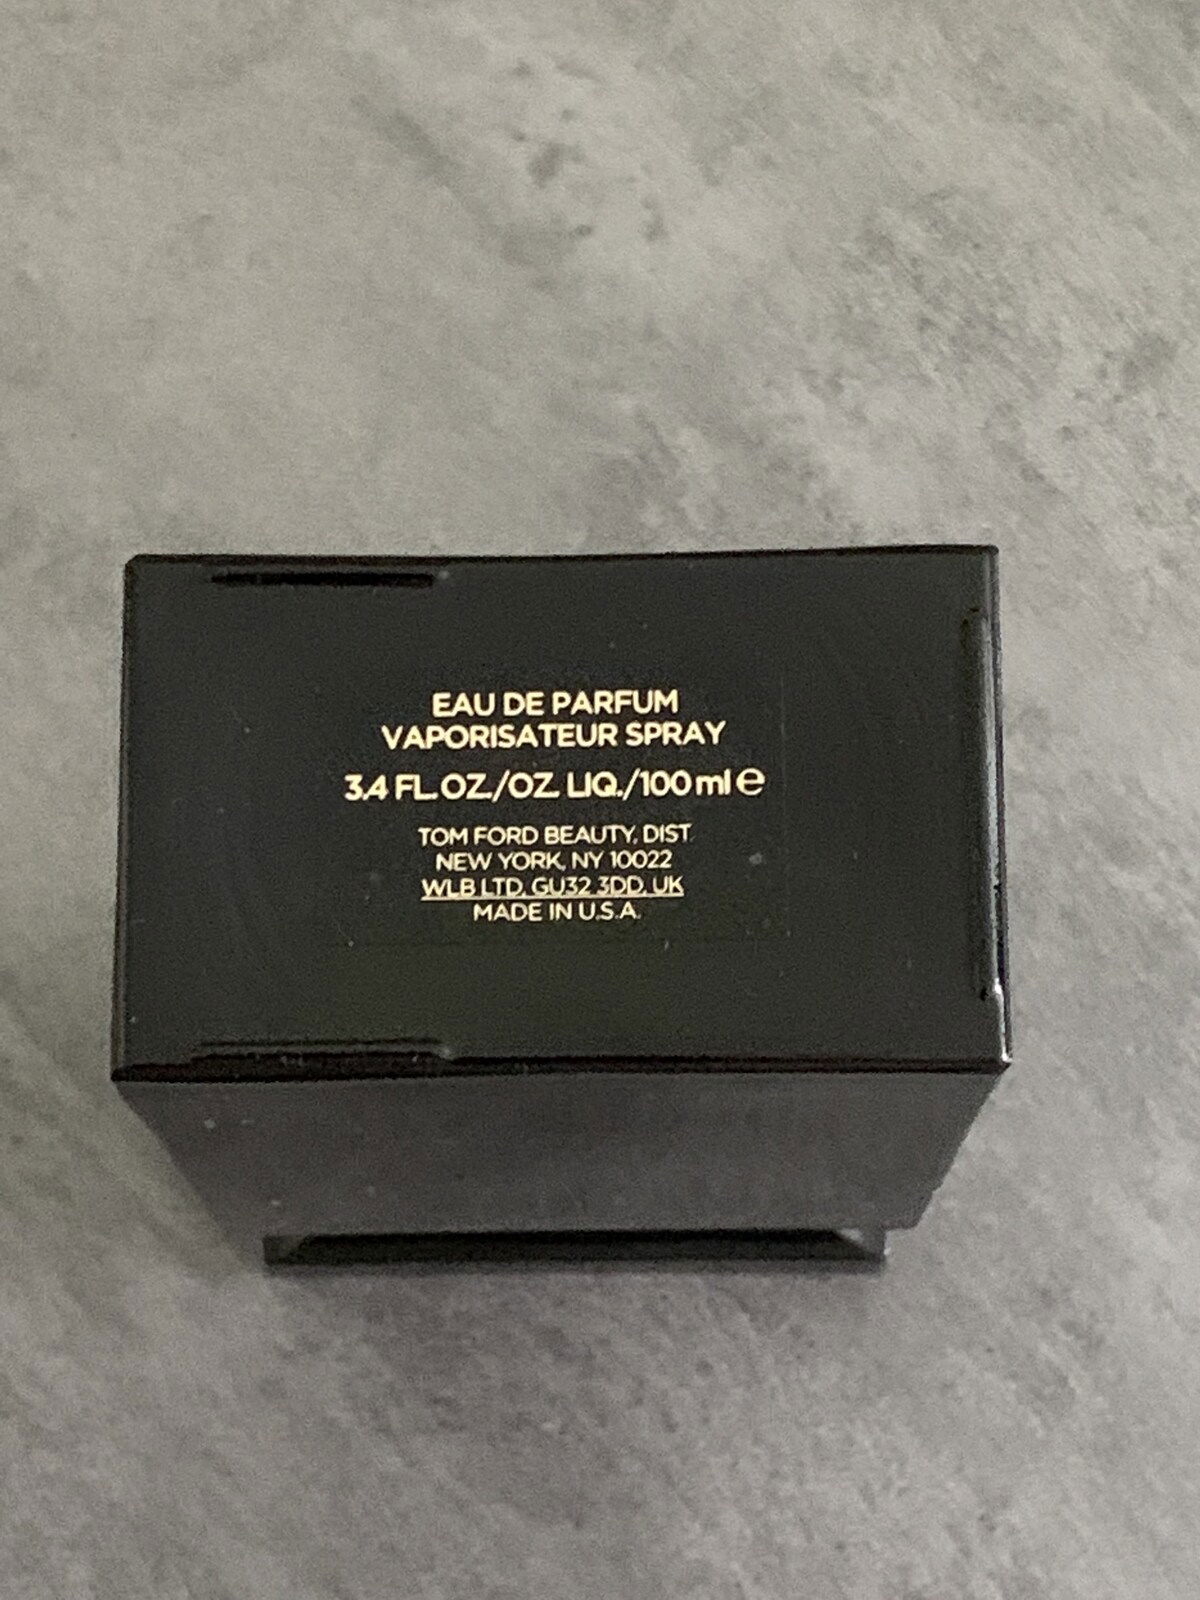 EAU DE PARFUM
VAPORISATEUR SPRAY
3.4 FL.OZ./OZ. LIQ./100 ml ℮
TOM FORD BEAUTY, DIST.
NEW YORK, NY 10022
WLB LTD. GU32 3DD, UK
MADE IN U.S.A.